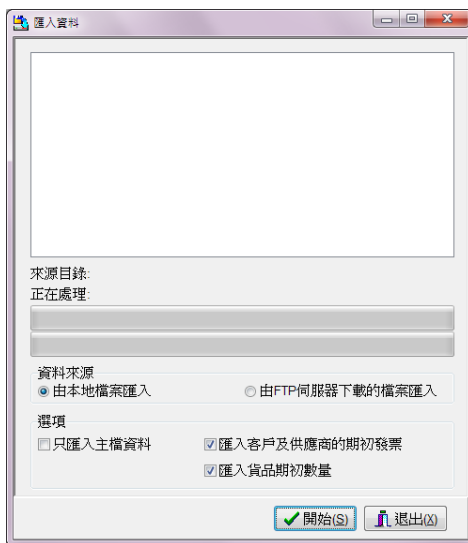 匯入資料
來源目錄:
正在處理:
資料來源
由本地檔案匯入
由FTP伺服器下載的檔案匯入
選項
只匯入主檔資料
匯入客戶及供應商的期初發票
匯入貨品期初數量
開始(S) 退出(X)